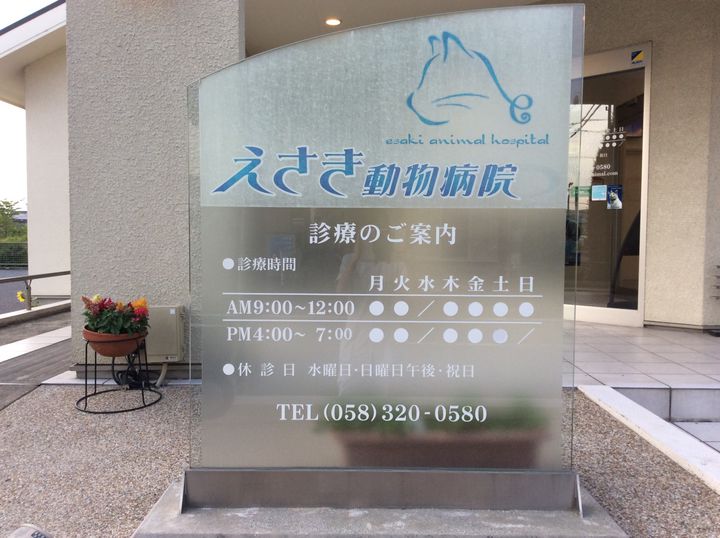 esaki animal hospital
えさき動物病院
診療のご案内
●診療時間
月火水木金土日
AM9:00～12:00 ●●／●●●●
PM4:00～ 7:00 ●●／●●●／
●休診日 水曜日・日曜日午後・祝日
TEL(058)320-0580